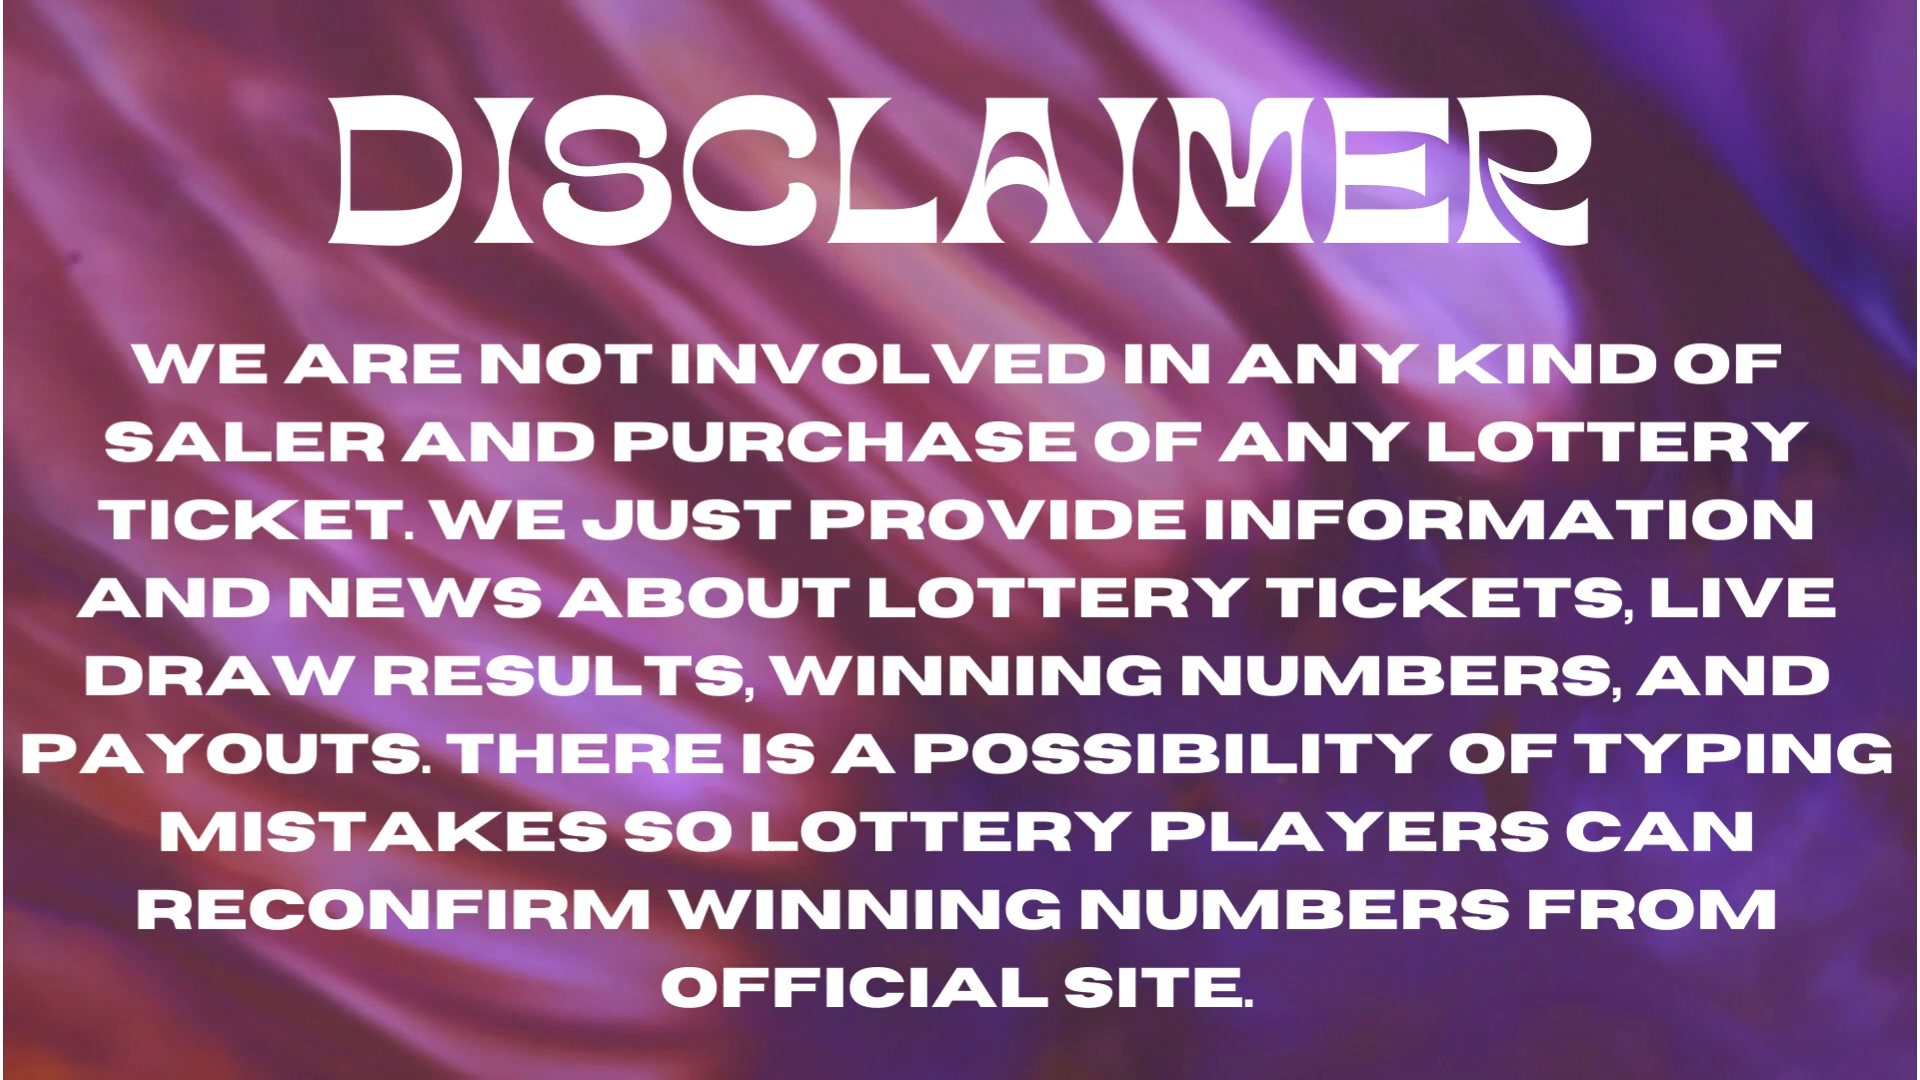 DISCLAIMER
WE ARE NOT INVOLVED IN ANY KIND OF
SALER AND PURCHASE OF ANY LOTTERY
TICKET. WE JUST PROVIDE INFORMATION
AND NEWS ABOUT LOTTERY TICKETS, LIVE
DRAW RESULTS, WINNING NUMBERS, AND
PAYOUTS. THERE IS A POSSIBILITY OF TYPING
MISTAKES SO LOTTERY PLAYERS CAN
RECONFIRM WINNING NUMBERS FROM
OFFICIAL SITE.